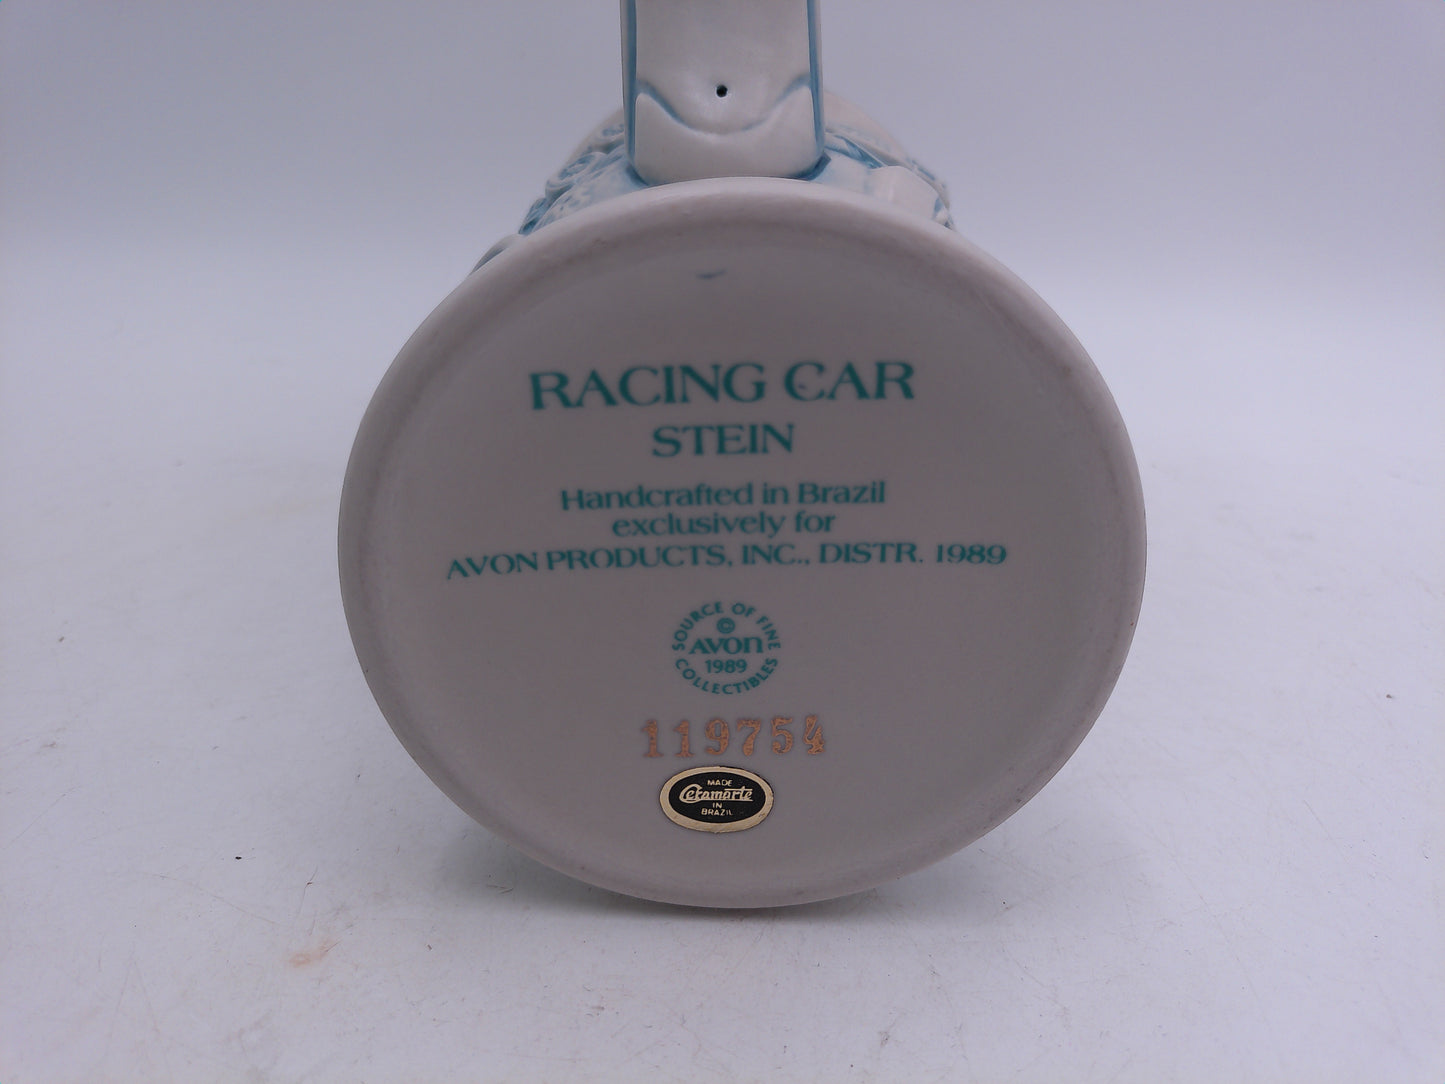 RACING CAR
STEIN
Handcrafted in Brazil
exclusively for
AVON PRODUCTS, INC., DISTR. 1989
SOURCE OF FINE
©
AVON
1989
COLLECTIBLES
119754
MADE
Ceramarte
IN
BRAZIL